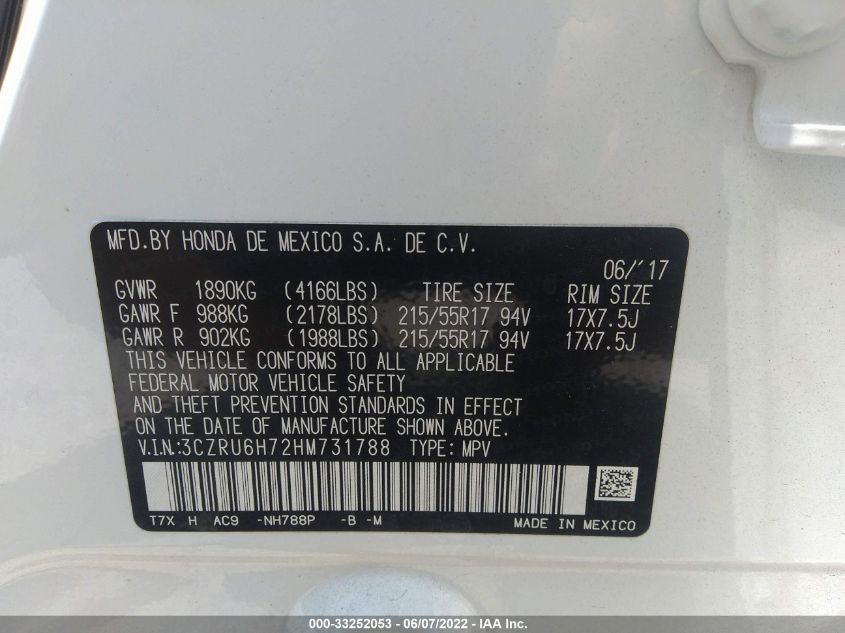 MFD.BY HONDA DE MEXICO S.A. DE C.V.
06/'17
GVWR 1890KG (4166LBS) TIRE SIZE RIM SIZE
GAWR F 988KG (2178LBS) 215/55R17 94V 17X7.5J
GAWR R 902KG (1988LBS) 215/55R17 94V 17X7.5J
THIS VEHICLE CONFORMS TO ALL APPLICABLE
FEDERAL MOTOR VEHICLE SAFETY
AND THEFT PREVENTION STANDARDS IN EFFECT
ON THE DATE OF MANUFACTURE SHOWN ABOVE.
V.I.N.:3CZRU6H72HM731788 TYPE: MPV
T7X H AC9 -NH788P -B -M MADE IN MEXICO
000-33252053 - 06/07/2022 - IAA Inc.